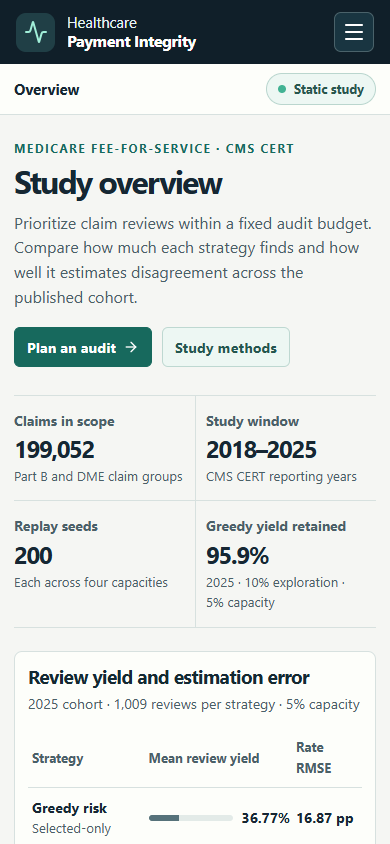 Healthcare
Payment Integrity
Overview
Static study
MEDICARE FEE-FOR-SERVICE · CMS CERT
Study overview
Prioritize claim reviews within a fixed audit budget.
Compare how much each strategy finds and how
well it estimates disagreement across the
published cohort.
Plan an audit →
Study methods
Claims in scope
199,052
Part B and DME claim groups
Study window
2018–2025
CMS CERT reporting years
Replay seeds
200
Each across four capacities
Greedy yield retained
95.9%
2025 · 10% exploration ·
5% capacity
Review yield and estimation error
2025 cohort · 1,009 reviews per strategy · 5% capacity
Strategy
Mean review yield
Rate
RMSE
Greedy risk
Selected-only
36.77%
16.87 pp